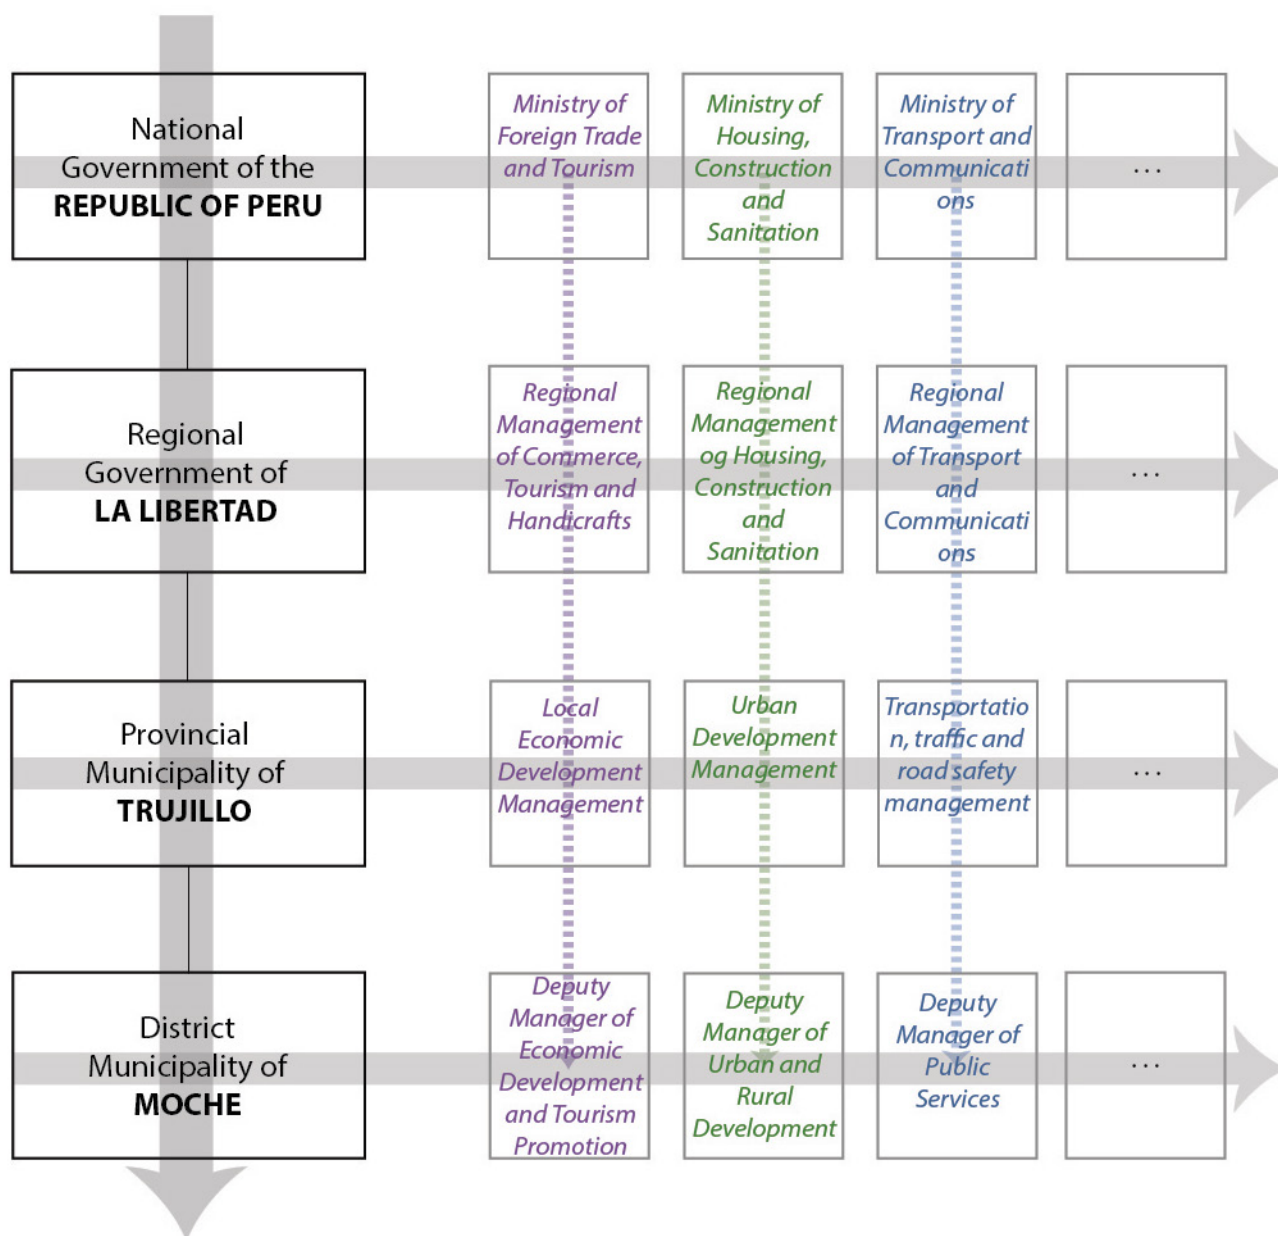 National
Government of the
REPUBLIC OF PERU
Ministry of
Foreign Trade
and Tourism
Ministry of
Housing,
Construction
and
Sanitation
Ministry of
Transport and
Communicati
ons
...
Regional
Government of
LA LIBERTAD
Regional
Management
of Commerce,
Tourism and
Handicrafts
Regional
Management
og Housing,
Construction
and
Sanitation
Regional
Management
of Transport
and
Communicati
ons
...
Provincial
Municipality of
TRUJILLO
Local
Economic
Development
Management
Urban
Development
Management
Transportatio
n, traffic and
road safety
management
...
District
Municipality of
MOCHE
Deputy
Manager of
Economic
Development
and Tourism
Promotion
Deputy
Manager of
Urban and
Rural
Development
Deputy
Manager of
Public
Services
...